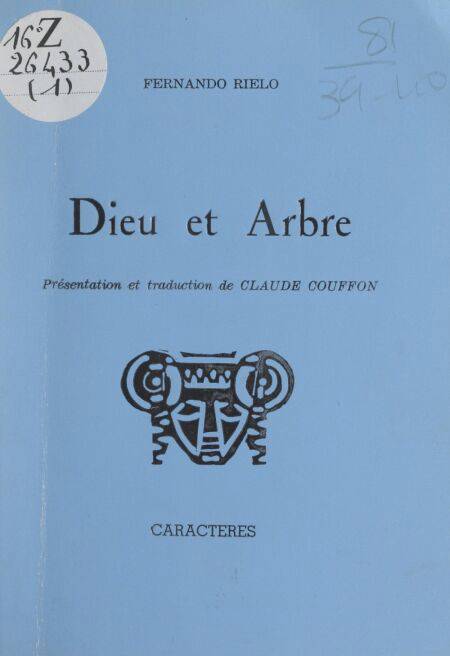 16° Z
26433
(1)
81
39-110
FERNANDO RIELO
Dieu et Arbre
Présentation et traduction de CLAUDE COUFFON
CARACTERES